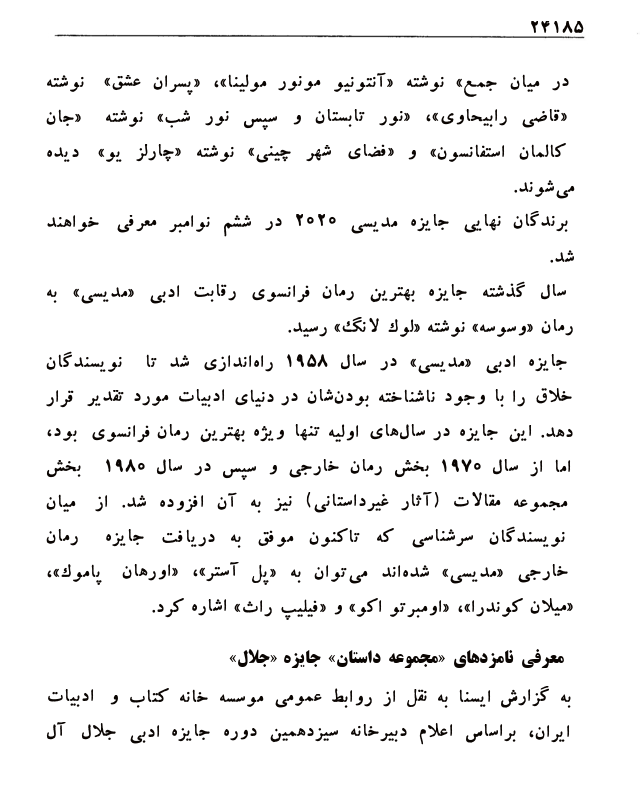 ۲۴۱۸۵
در میان جمع» نوشته «آنتونیو مونور مولینا»، «پسران عشق» نوشته
«قاضی رابیحاوی»، «نور تابستان و سپس نور شب» نوشته «جان
کالمان استفانسون» و «فضای شهر چینی» نوشته «چارلز یو» دیده
می‌شوند.
برندگان نهایی جایزه مدیسی ۲۰۲۰ در ششم نوامبر معرفی خواهند
شد.
سال گذشته جایزه بهترین رمان فرانسوی رقابت ادبی «مدیسی» به
رمان «وسوسه» نوشته «لوك لانگ» رسید.
جایزه ادبی «مدیسی» در سال ۱۹۵۸ راه‌اندازی شد تا نویسندگان
خلاق را با وجود ناشناخته بودن‌شان در دنیای ادبیات مورد تقدیر قرار
دهد. این جایزه در سال‌های اولیه تنها ویژه بهترین رمان فرانسوی بود،
اما از سال ۱۹۷۰ بخش رمان خارجی و سپس در سال ۱۹۸۰ بخش
مجموعه مقالات (آثار غیرداستانی) نیز به آن افزوده شد. از میان
نویسندگان سرشناسی که تاکنون موفق به دریافت جایزه رمان
خارجی «مدیسی» شده‌اند می‌توان به «پل آستر»، «اورهان پاموك»،
«میلان کوندرا»، «اومبرتو اکو» و «فیلیپ راث» اشاره کرد.
معرفی نامزدهای «مجموعه داستان» جایزه «جلال»
به گزارش ایسنا به نقل از روابط عمومی موسسه خانه کتاب و ادبیات
ایران، براساس اعلام دبیرخانه سیزدهمین دوره جایزه ادبی جلال آل